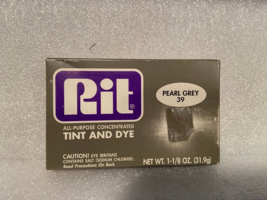 Rit
PEARL GREY
39
ALL-PURPOSE CONCENTRATED
TINT AND DYE
CAUTION! EYE IRRITANT
CONTAINS SALT (SODIUM CHLORIDE)
Read Precautions On Back
NET WT. 1-1/8 OZ. (31.9g)